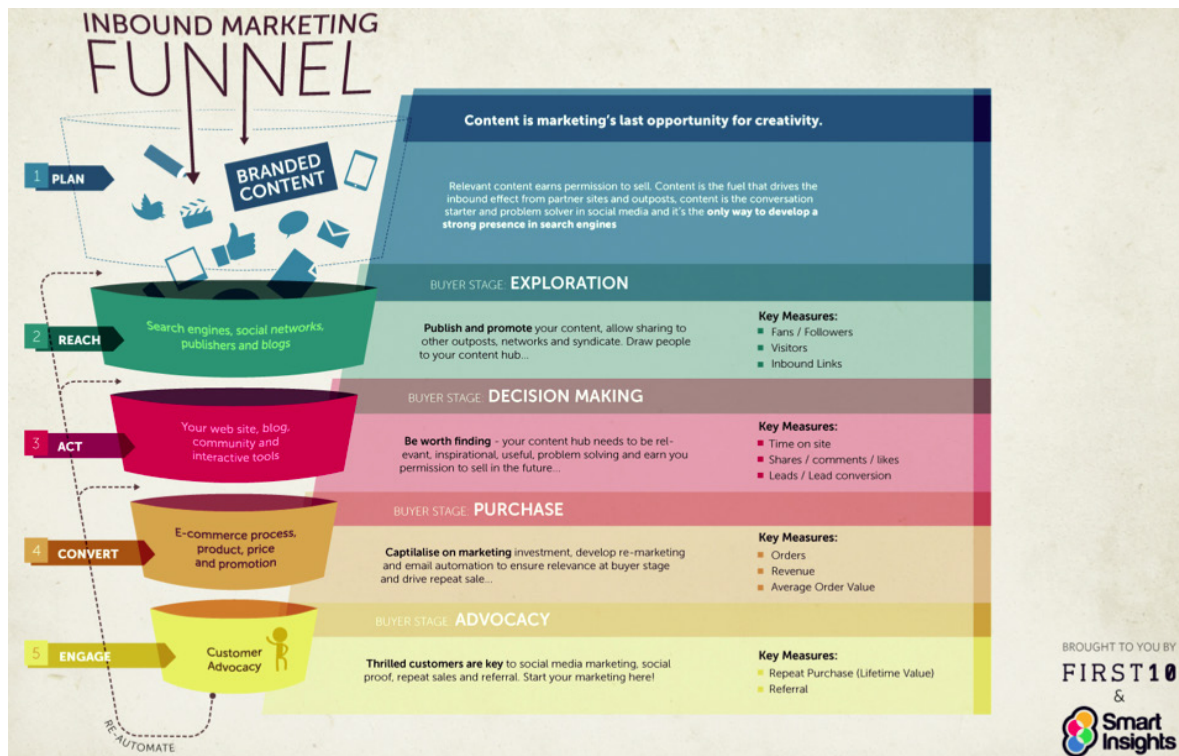 INBOUND MARKETING
FUNNEL
Content is marketing's last opportunity for creativity.
1 PLAN
BRANDED
CONTENT
Relevant content earns permission to sell. Content is the fuel that drives the
inbound effect from partner sites and outposts, content is the conversation
starter and problem solver in social media and it's the only way to develop a
strong presence in search engines
BUYER STAGE: EXPLORATION
2 REACH
Search engines, social networks,
publishers and blogs
Publish and promote your content, allow sharing to
other outposts, networks and syndicate. Draw people
to your content hub...
Key Measures:
Fans / Followers
Visitors
Inbound Links
BUYER STAGE: DECISION MAKING
3 ACT
Your web site, blog,
community and
interactive tools
Be worth finding - your content hub needs to be rel-
evant, inspirational, useful, problem solving and earn you
permission to sell in the future...
Key Measures:
Time on site
Shares / comments / likes
Leads / Lead conversion
BUYER STAGE: PURCHASE
4 CONVERT
E-commerce process,
product, price
and promotion
Captilalise on marketing investment, develop re-marketing
and email automation to ensure relevance at buyer stage
and drive repeat sale...
Key Measures:
Orders
Revenue
Average Order Value
BUYER STAGE: ADVOCACY
5 ENGAGE
Customer
Advocacy
Thrilled customers are key to social media marketing, social
proof, repeat sales and referral. Start your marketing here!
Key Measures:
Repeat Purchase (Lifetime Value)
Referral
RE-AUTOMATE
BROUGHT TO YOU BY
FIRST10
&
Smart
Insights